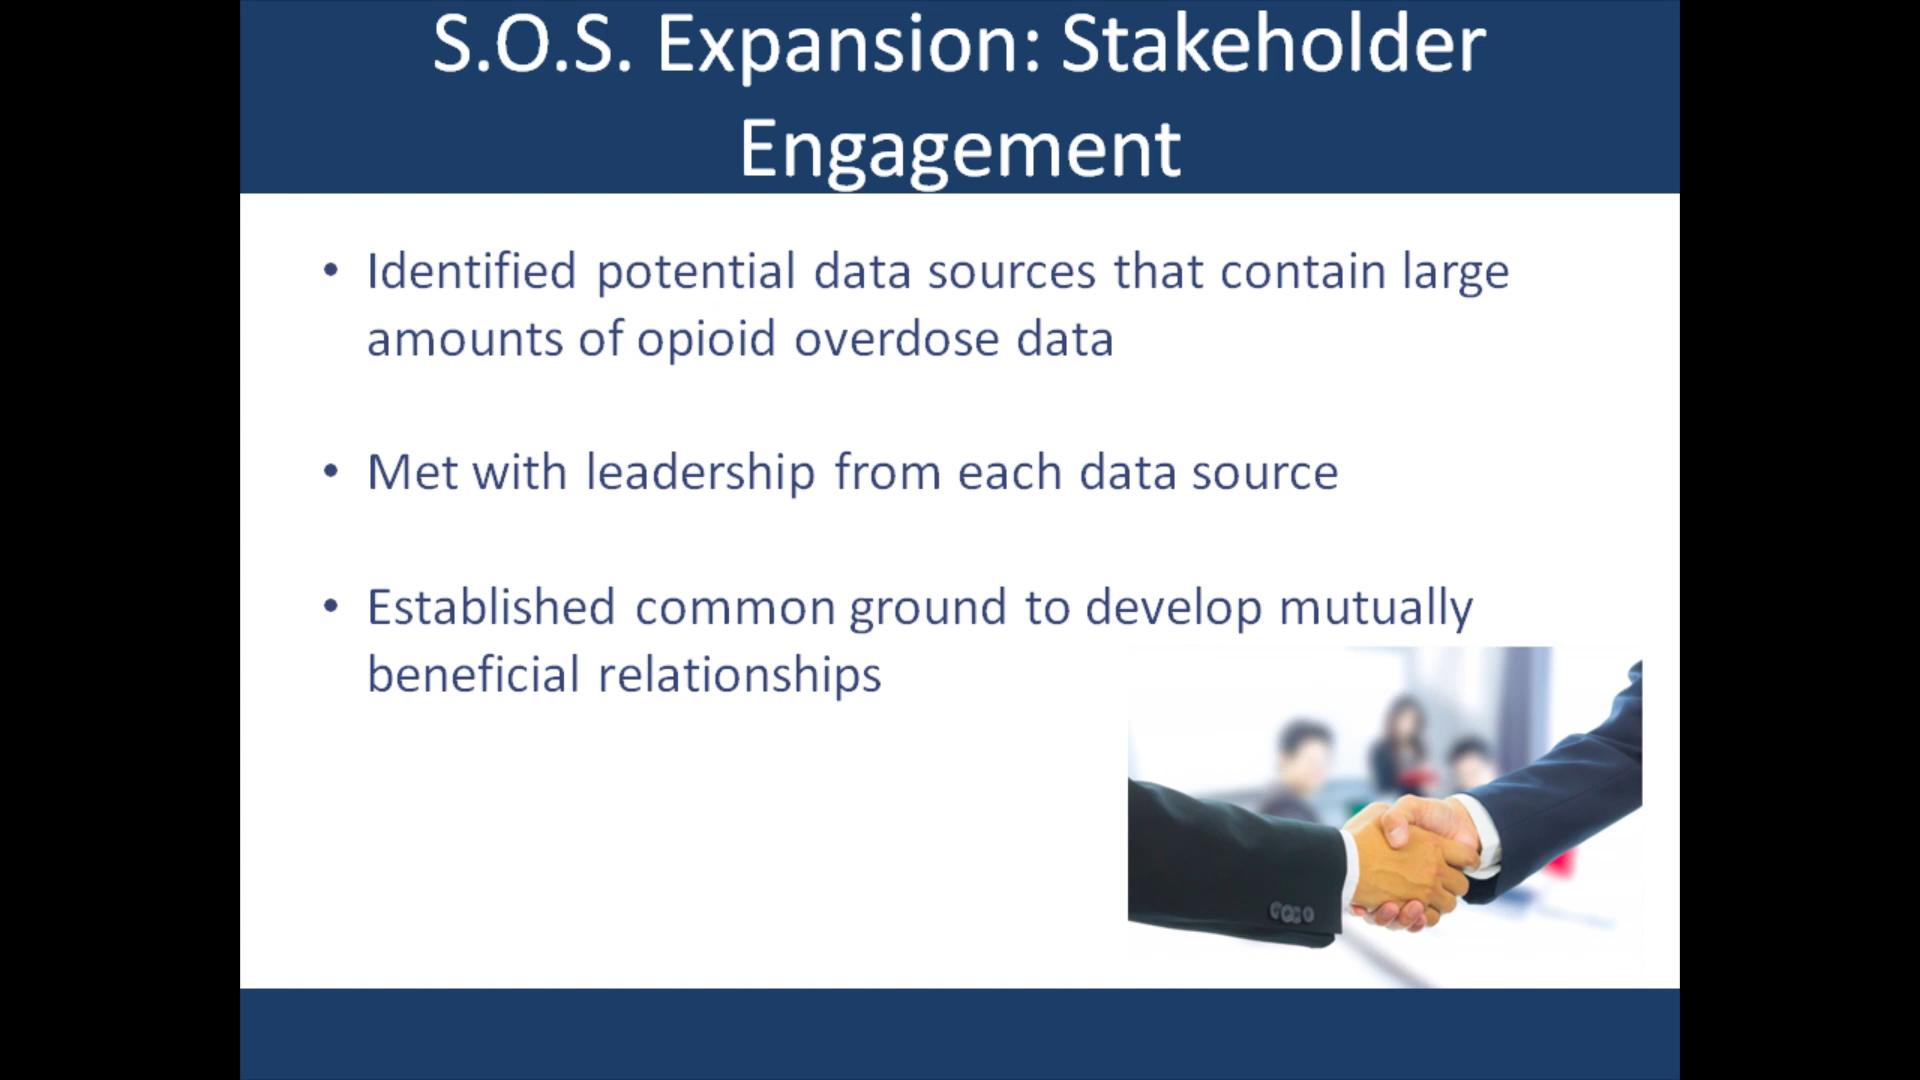 S.O.S. Expansion: Stakeholder
Engagement
• Identified potential data sources that contain large
amounts of opioid overdose data
• Met with leadership from each data source
• Established common ground to develop mutually
beneficial relationships